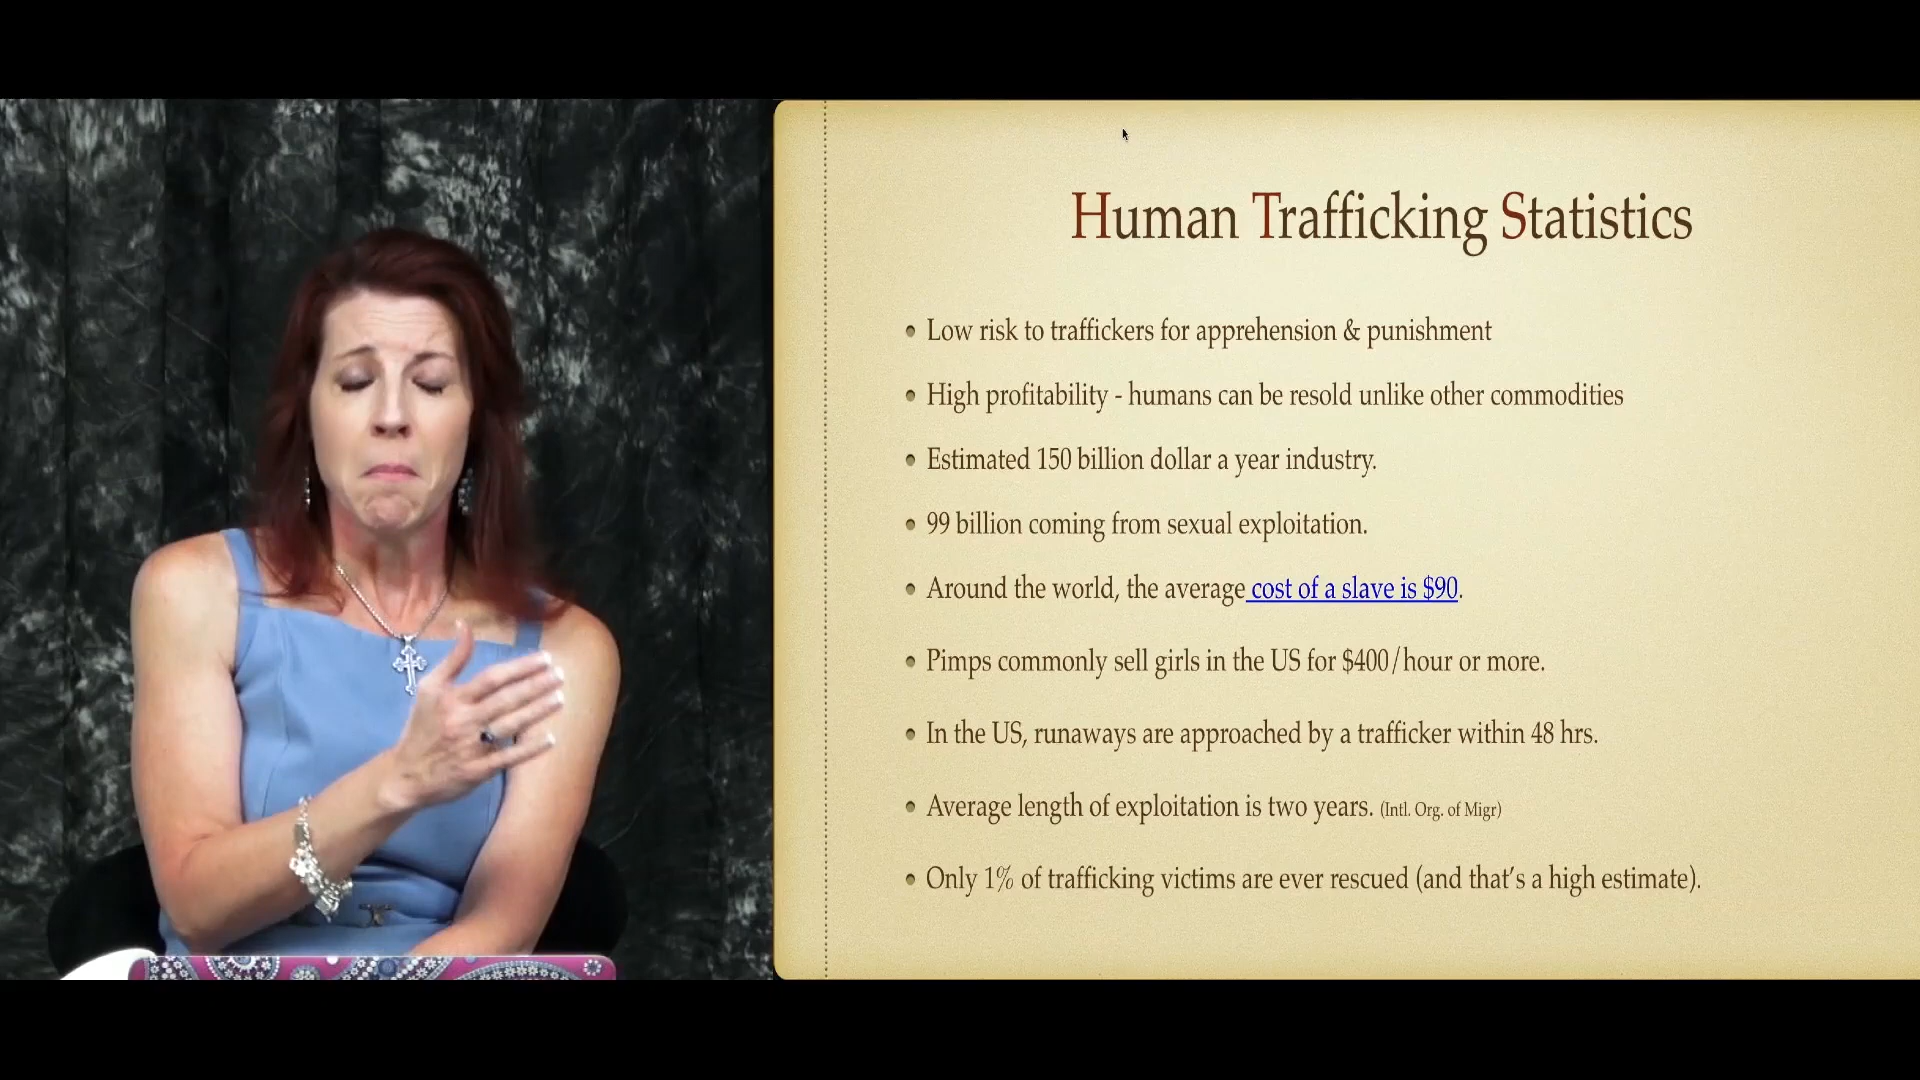 Human Trafficking Statistics
Low risk to traffickers for apprehension & punishment
High profitability - humans can be resold unlike other commodities
Estimated 150 billion dollar a year industry.
99 billion coming from sexual exploitation.
Around the world, the average cost of a slave is $90.
Pimps commonly sell girls in the US for $400/hour or more.
In the US, runaways are approached by a trafficker within 48 hrs.
Average length of exploitation is two years. (Intl. Org. of Migr)
Only 1% of trafficking victims are ever rescued (and that's a high estimate).